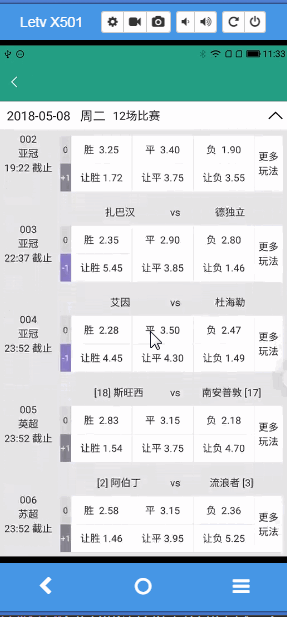 Letv X501
11:33
2018-05-08 周二 12场比赛
002
亚冠
19:22 截止
0 胜 3.25 平 3.40 负 1.90
+1 让胜 1.72 让平 3.75 让负 3.55
更多
玩法
扎巴汉 vs 德独立
003
亚冠
22:37 截止
0 胜 2.35 平 2.90 负 2.80
-1 让胜 5.45 让平 3.85 让负 1.46
更多
玩法
艾因 vs 杜海勒
004
亚冠
23:52 截止
0 胜 2.28 平 3.50 负 2.47
-1 让胜 4.45 让平 4.30 让负 1.49
更多
玩法
[18] 斯旺西 vs 南安普敦 [17]
005
英超
23:52 截止
0 胜 2.83 平 3.15 负 2.18
+1 让胜 1.54 让平 3.75 让负 4.70
更多
玩法
[2] 阿伯丁 vs 流浪者 [3]
006
苏超
23:52 截止
0 胜 2.58 平 3.15 负 2.36
+1 让胜 1.46 让平 3.95 让负 5.25
更多
玩法